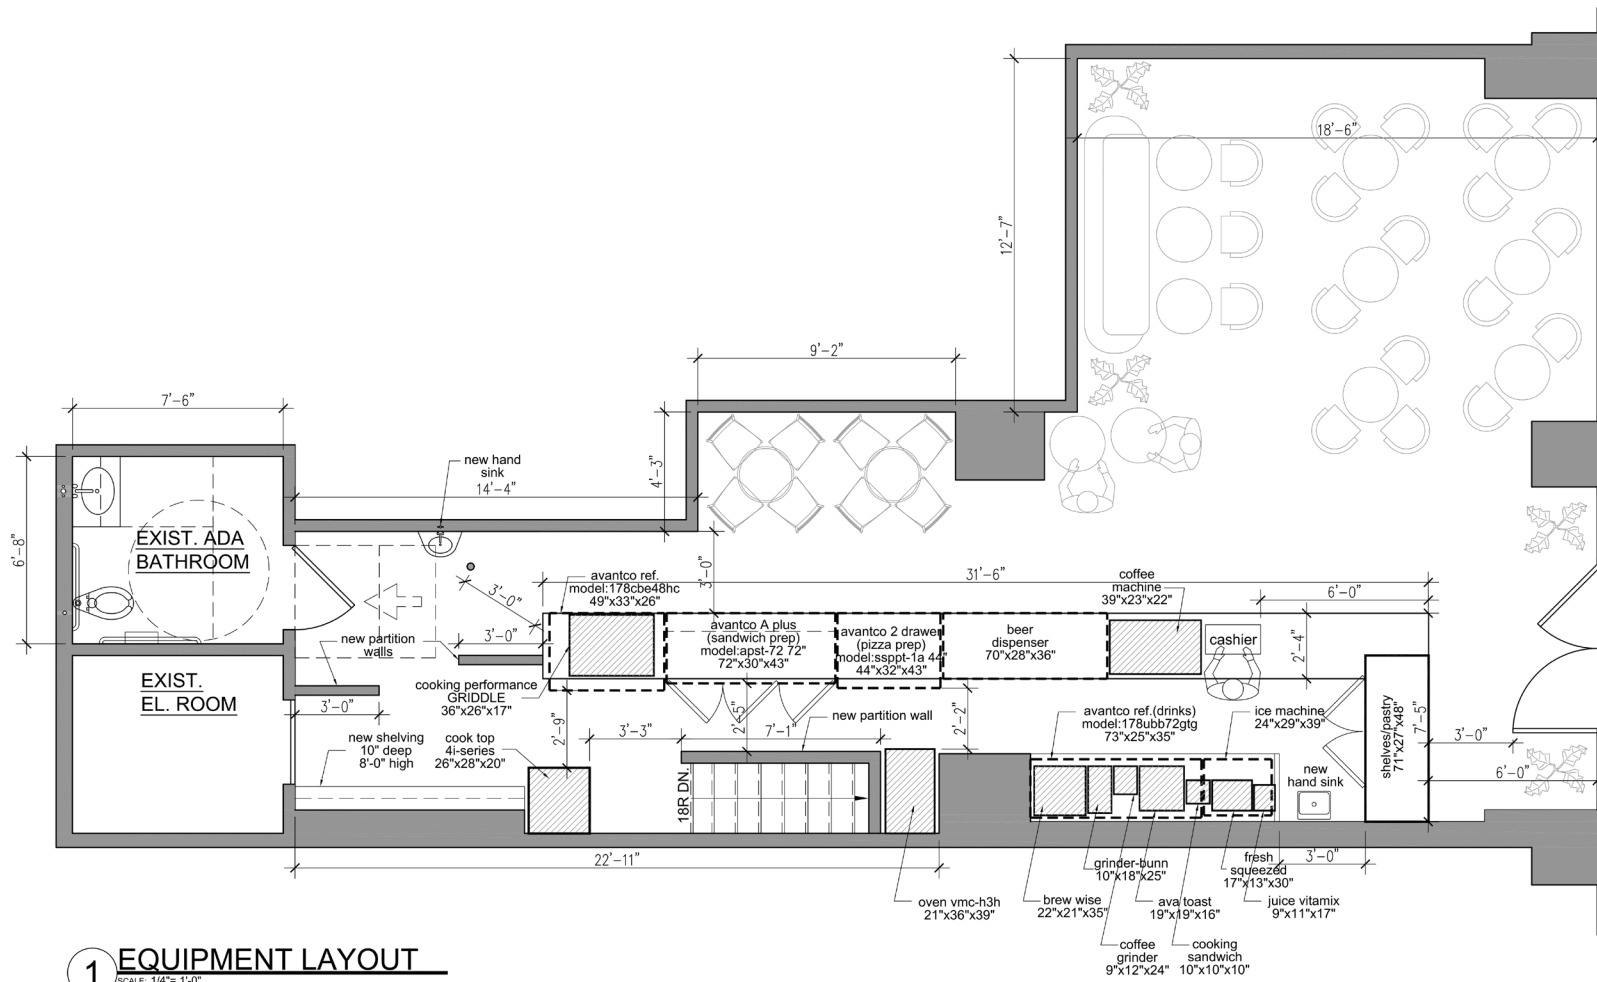 18'-6"
12'-7"
9'-2"
7'-6"
new hand
sink
14'-4"
4'-3"
6'-8"
EXIST. ADA
BATHROOM
3'-0"
avantco ref.
model:178cbe48hc
49"x33"x26"
3'-0"
31'-6"
coffee
machine
39"x23"x22"
6'-0"
new partition
walls
3'-0"
avantco A plus
(sandwich prep)
model:apst-72 72"
72"x30"x43"
avantco 2 drawer
(pizza prep)
model:ssppt-1a 44"
44"x32"x43"
beer
dispenser
70"x28"x36"
cashier
2'-4"
EXIST.
EL. ROOM
cooking performance
GRIDDLE
36"x26"x17"
3'-0"
new shelving
10" deep
8'-0" high
cook top
4i-series
26"x28"x20"
2'-9"
3'-3"
2'-5"
7'-1"
new partition wall
2'-2"
avantco ref.(drinks)
model:178ubb72gtg
73"x25"x35"
ice machine
24"x29"x39"
shelves/pastry
71"x27"x48"
7'-5"
3'-0"
6'-0"
new
hand sink
18R DN.
22'-11"
3'-0"
grinder-bunn
10"x18"x25"
fresh
squeezed
17"x13"x30"
oven vmc-h3h
21"x36"x39"
brew wise
22"x21"x35"
ava toast
19"x19"x16"
juice vitamix
9"x11"x17"
coffee
grinder
9"x12"x24"
cooking
sandwich
10"x10"x10"
1
EQUIPMENT LAYOUT
SCALE: 1/4"= 1'-0"